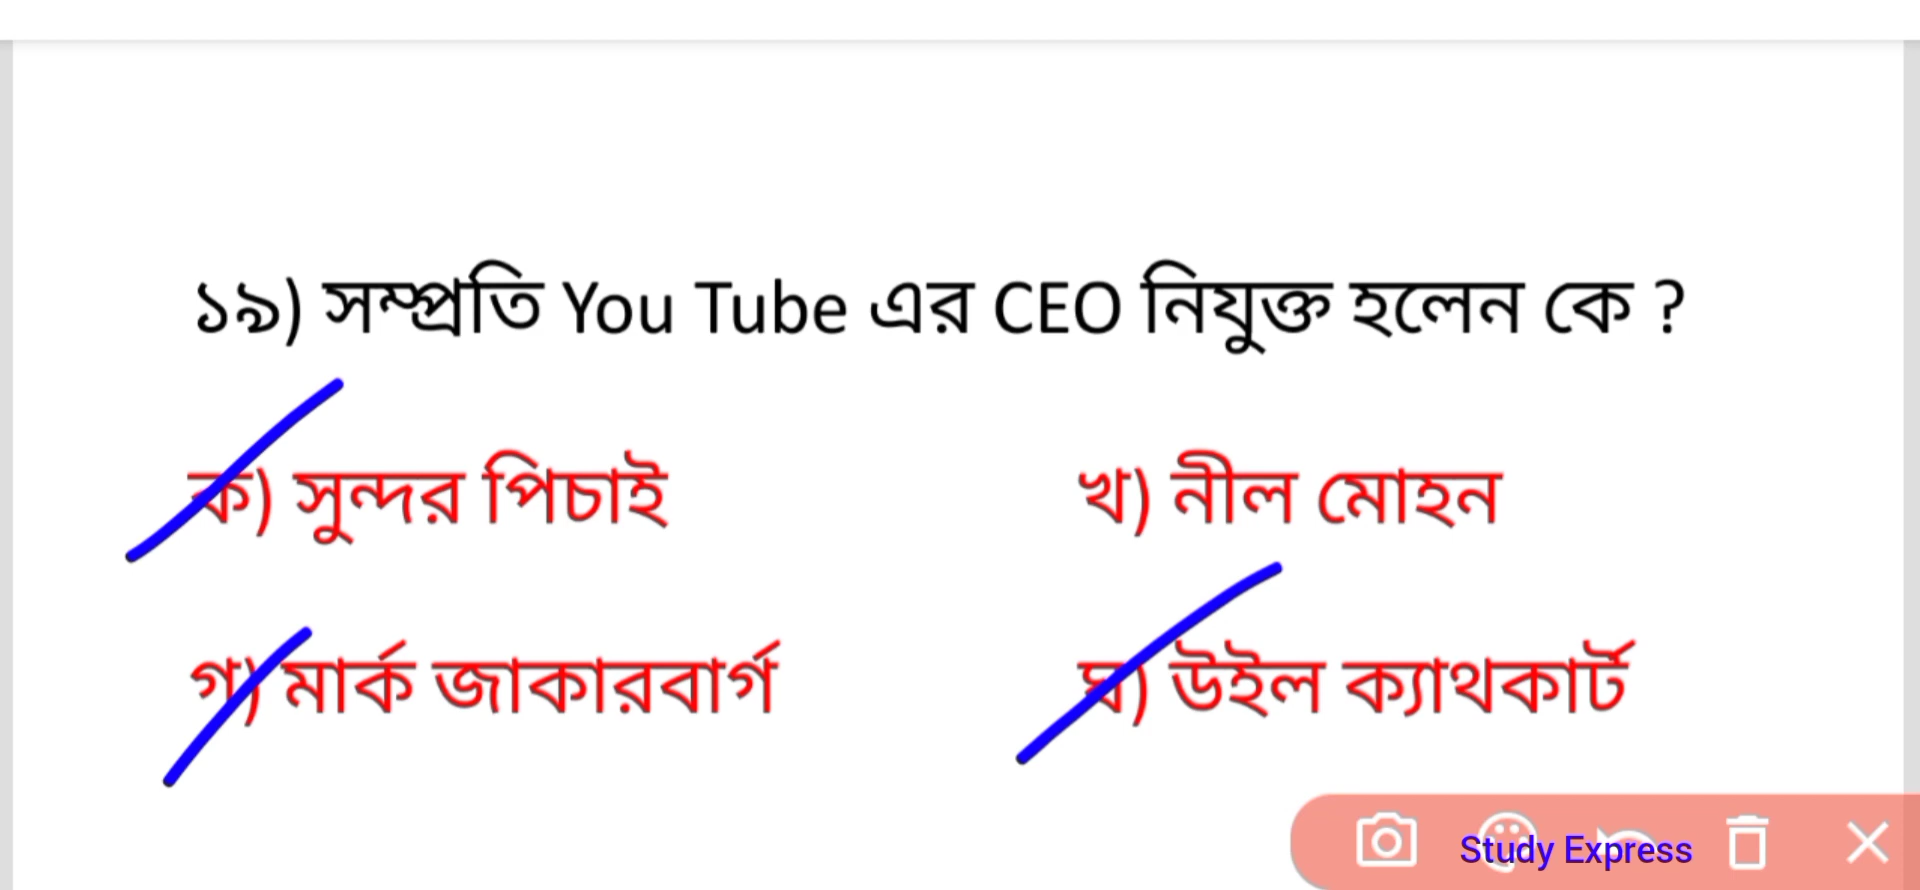 ১৯) সম্প্রতি You Tube এর CEO নিযুক্ত হলেন কে ?
ক) সুন্দর পিচাই
খ) নীল মোহন
গ) মার্ক জাকারবার্গ
ঘ) উইল ক্যাথকার্ট
Study Express